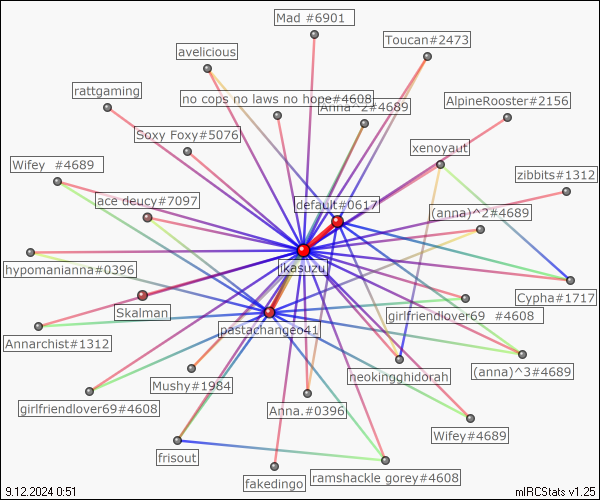 Mad #6901
Toucan#2473
avelicious
rattgaming
no cops no laws no hope#4608
Anna^2#4689
AlpineRooster#2156
Soxy Foxy#5076
xenoyaut
Wifey  #4689
zibbits#1312
ace deucy#7097
default#0617
(anna)^2#4689
hypomanianna#0396
ikasuzu
Cypha#1717
Skalman
girlfriendlover69  #4608
pastachange041
Annarchist#1312
(anna)^3#4689
Mushy#1984
neokingghidorah
girlfriendlover69#4608
Anna.#0396
Wifey#4689
frisout
fakedingo
ramshackle gorey#4608
9.12.2024 0:51
mIRCStats v1.25